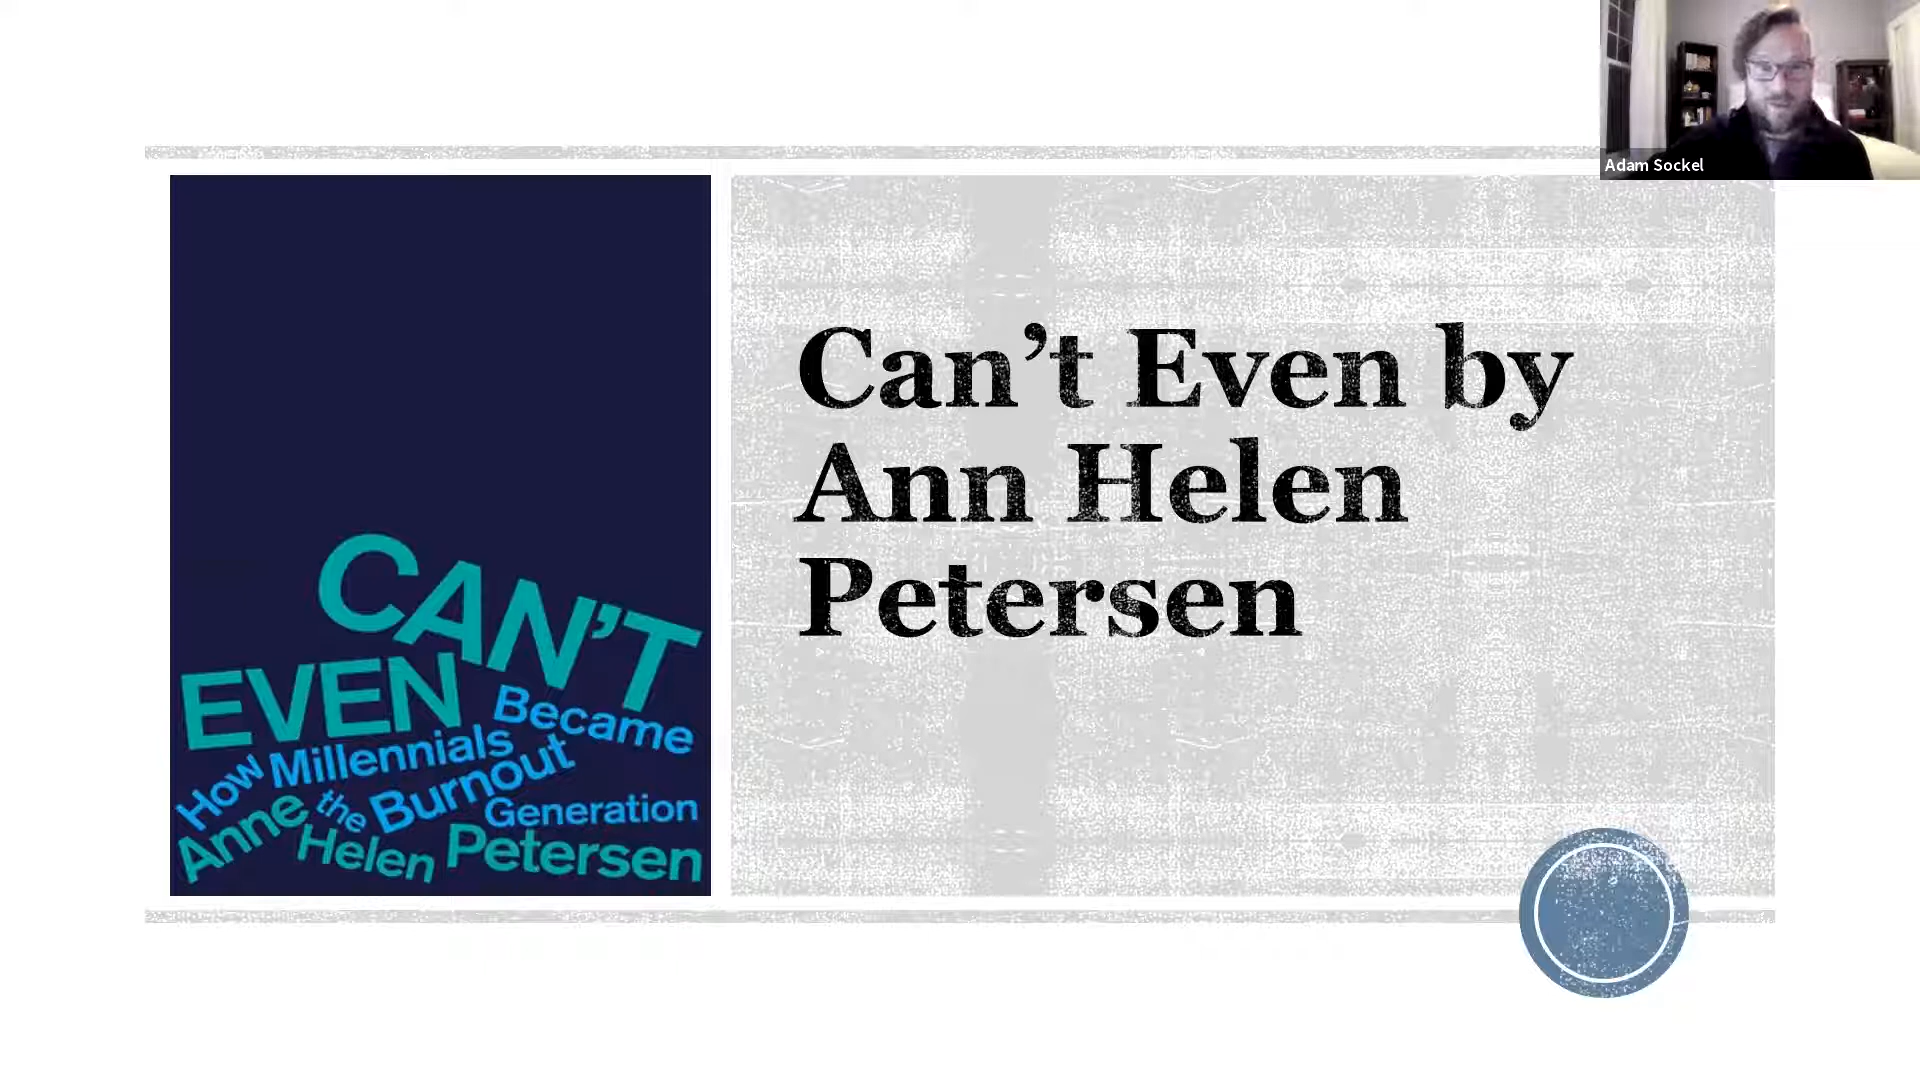 Adam Sockel
Can’t Even by
Ann Helen
Petersen
CAN’T
EVEN
How Millennials Became
the Burnout
Generation
Anne
Helen Petersen